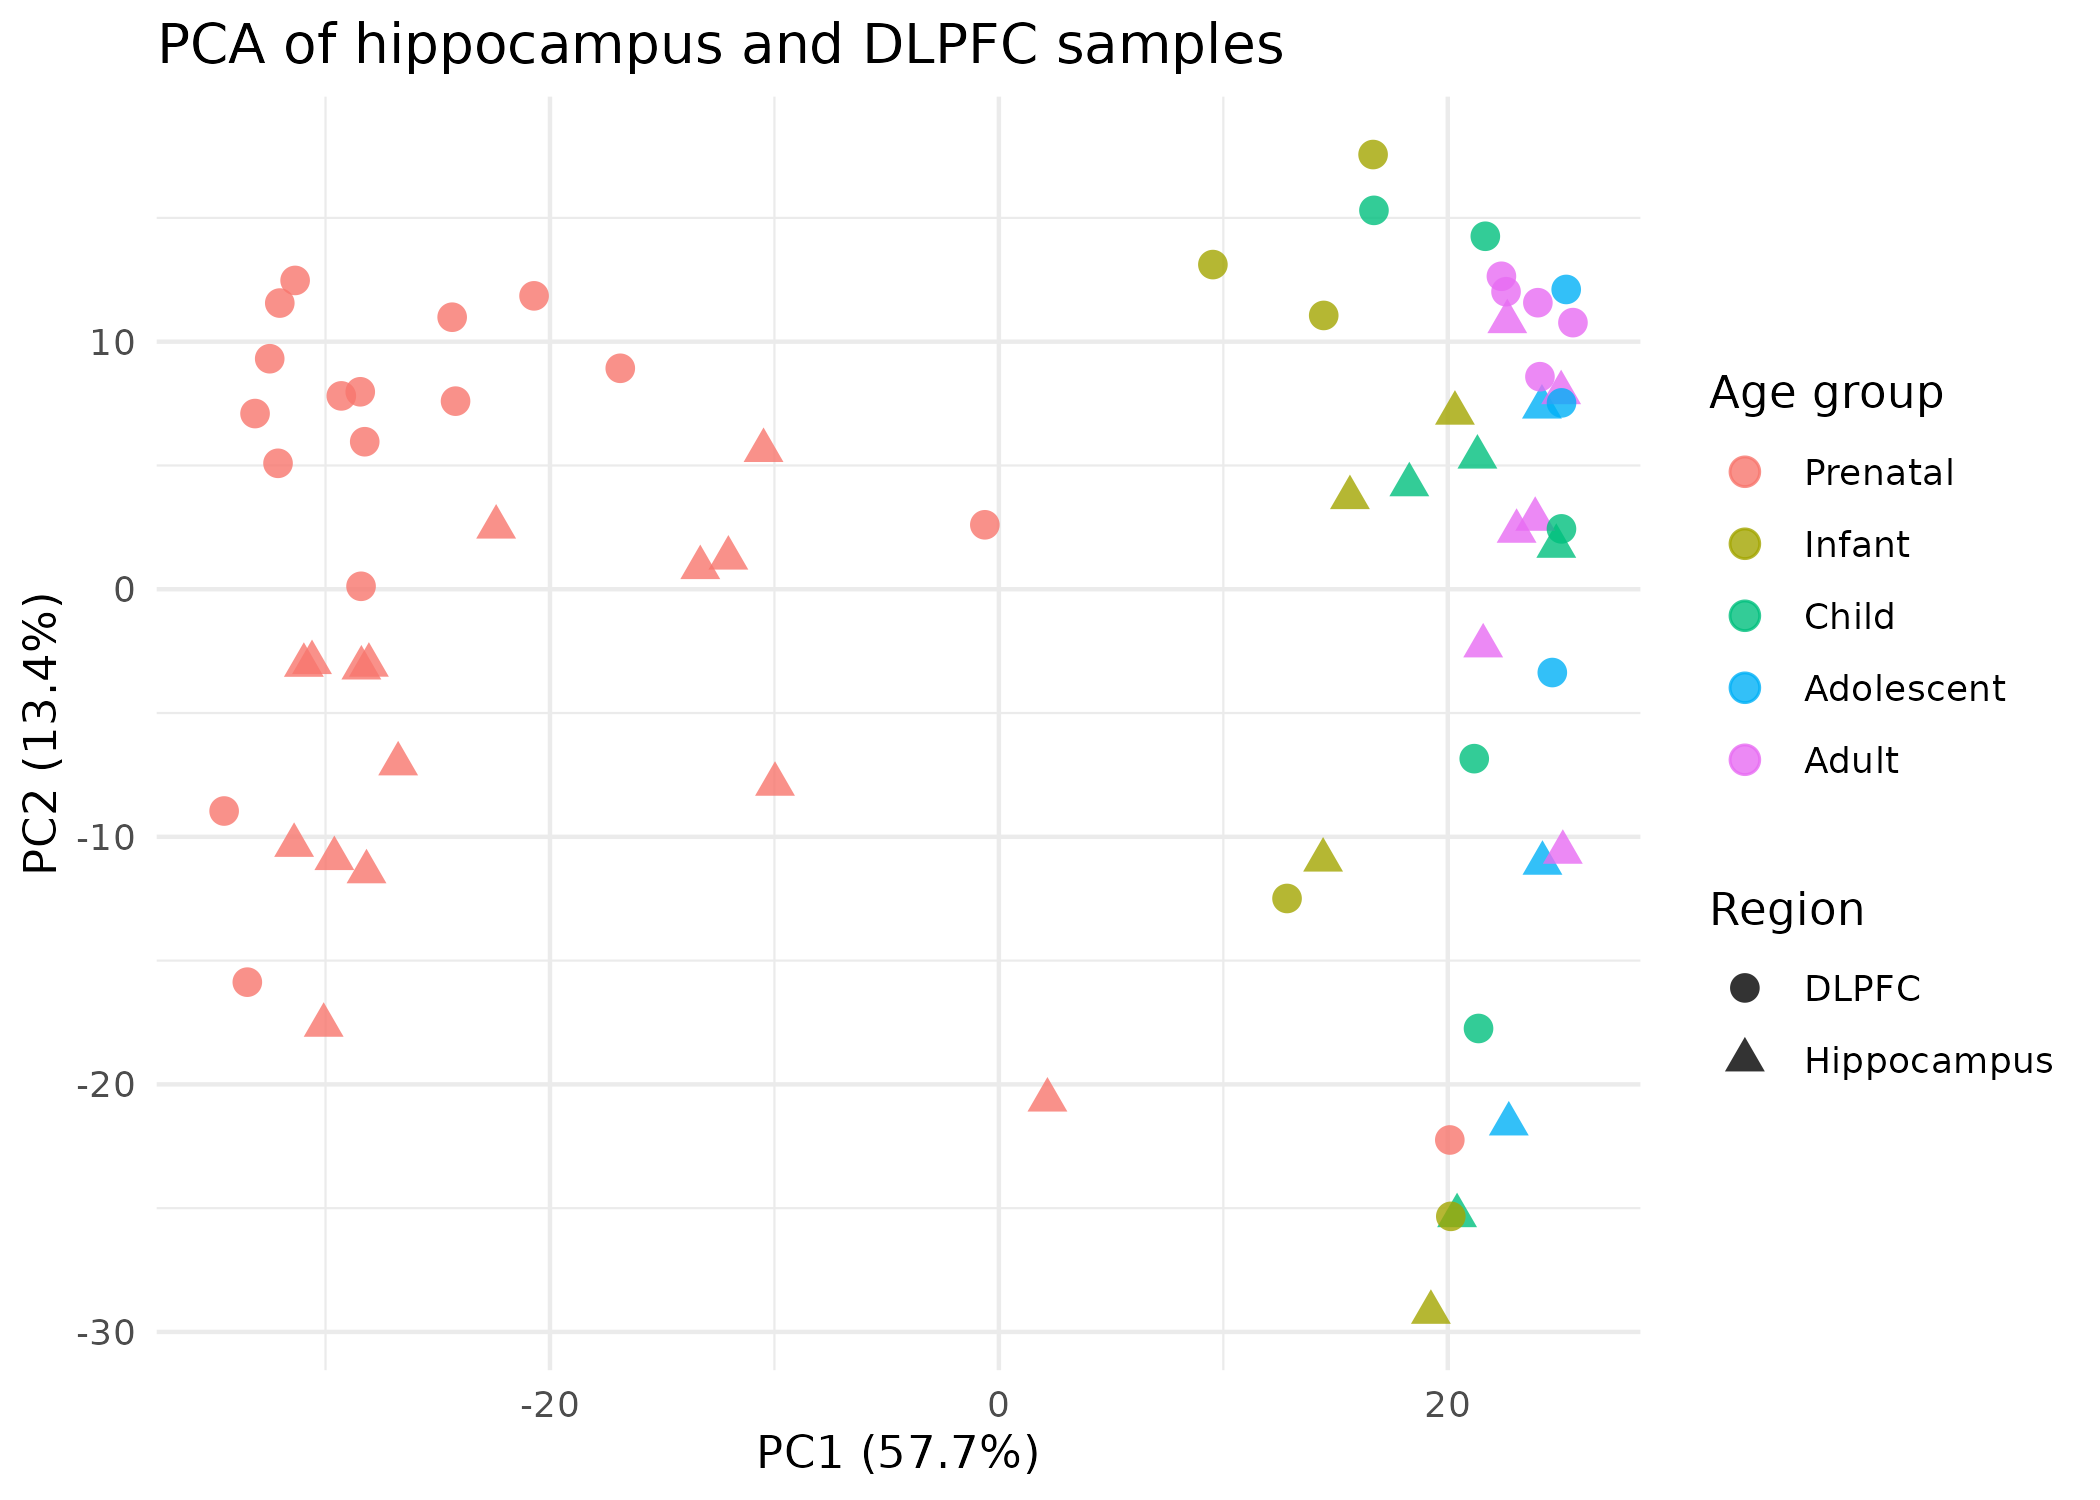 PCA of hippocampus and DLPFC samples
10
0
-10
-20
-30
PC2 (13.4%)
-20
0
20
PC1 (57.7%)
Age group
Prenatal
Infant
Child
Adolescent
Adult
Region
DLPFC
Hippocampus